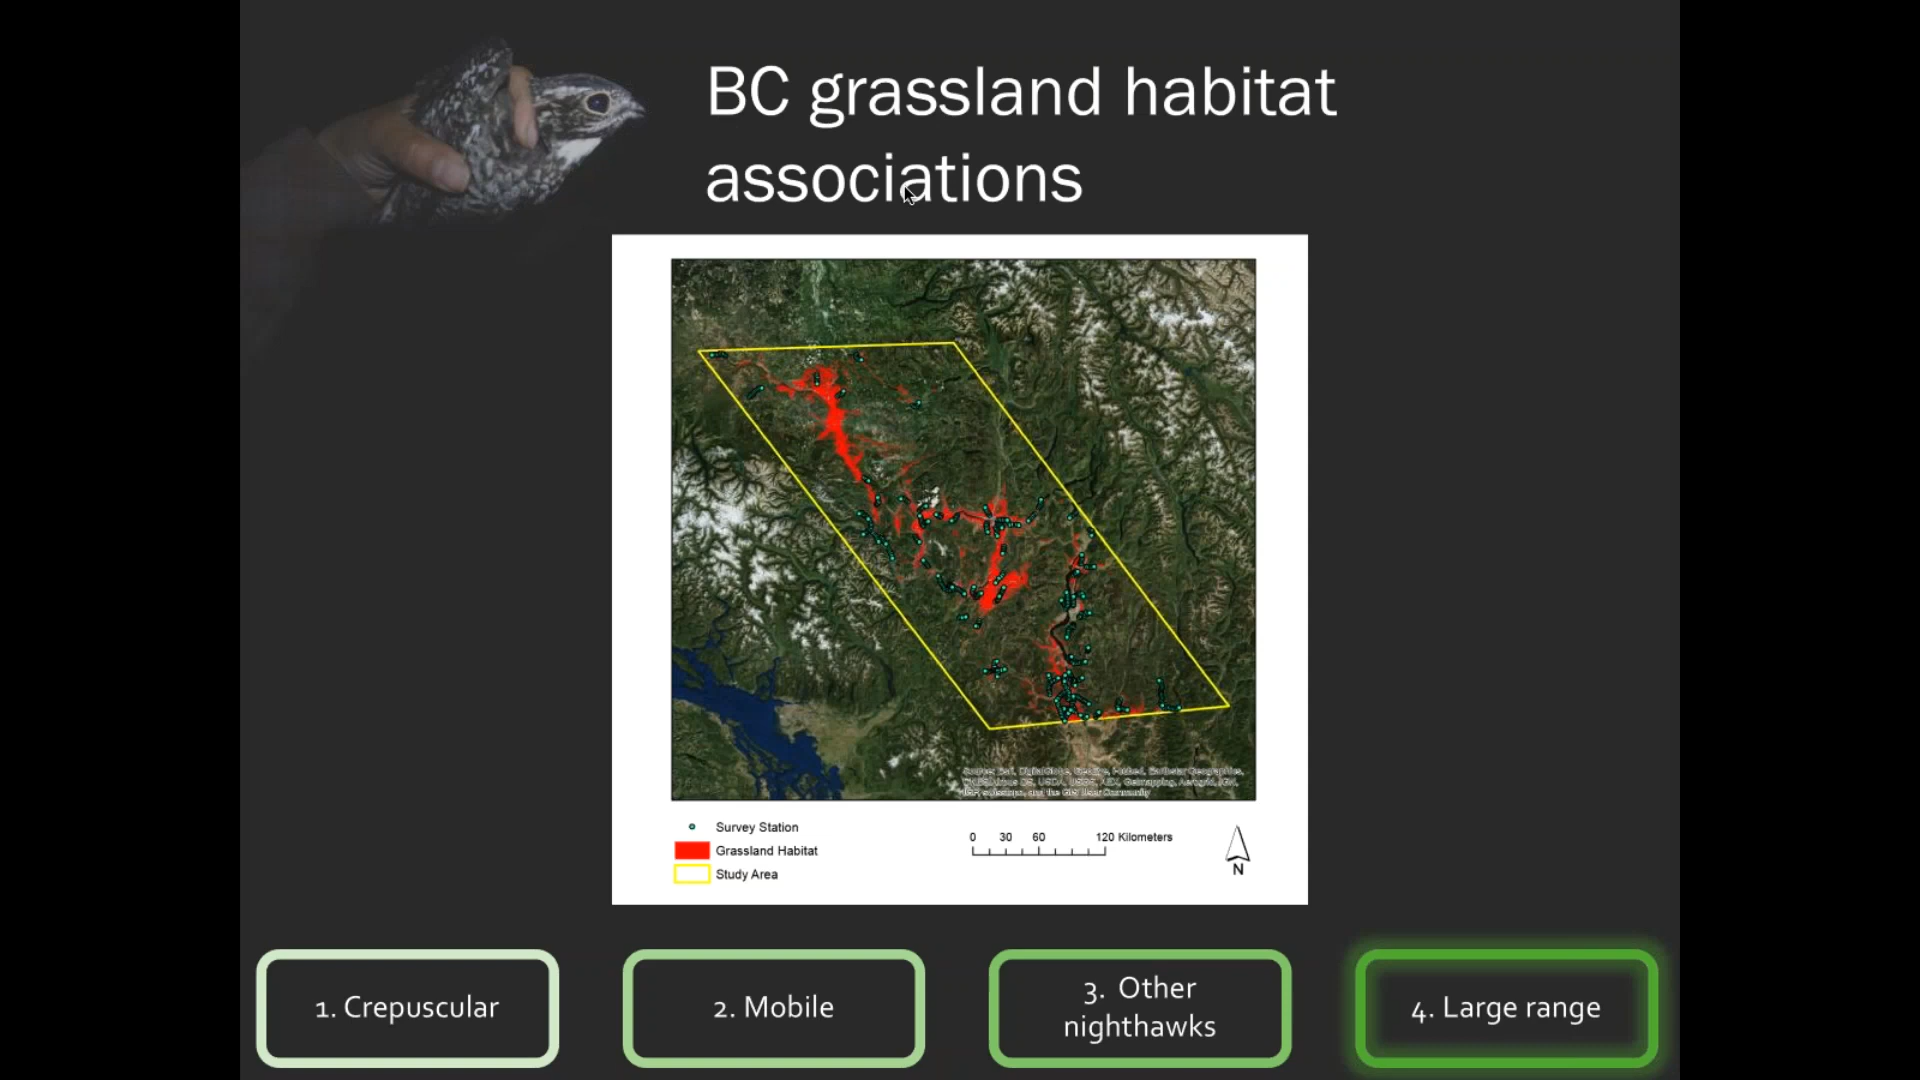 BC grassland habitat
associations
Survey Station
Grassland Habitat
Study Area
0 30 60 120 Kilometers
N
1. Crepuscular
2. Mobile
3. Other
nighthawks
4. Large range